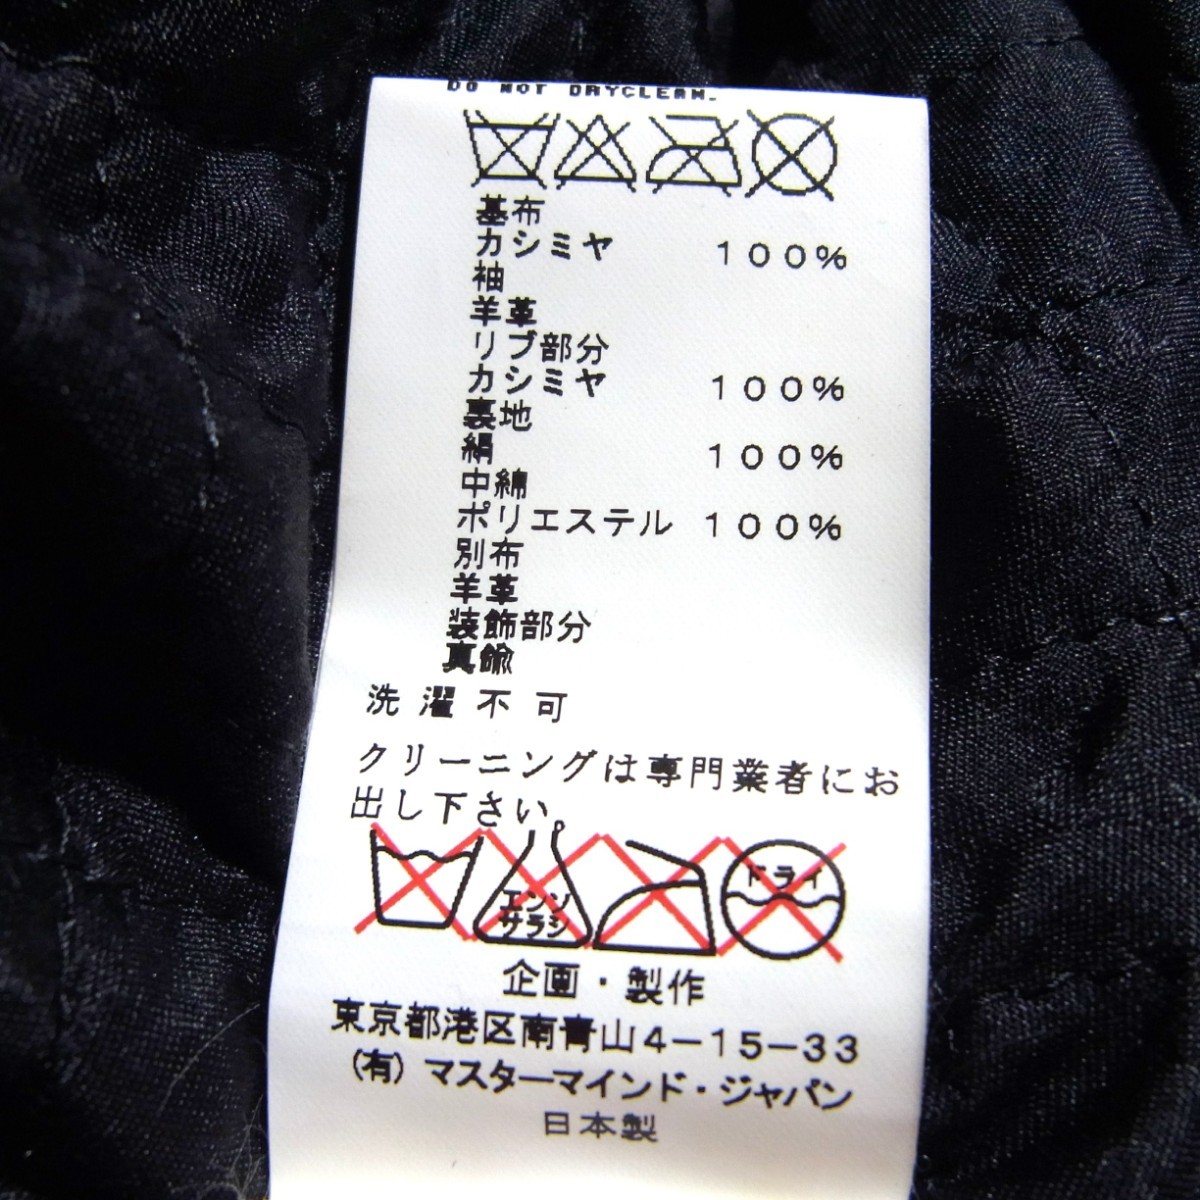 DO NOT DRYCLEAN.
基布
カシミヤ 100%
袖
羊革
リブ部分
カシミヤ 100%
裏地
絹 100%
中綿
ポリエステル 100%
別布
羊革
装飾部分
真鍮
洗濯不可
クリーニングは専門業者にお
出し下さい。
エンソ
サラシ
ドライ
企画・製作
東京都港区南青山4-15-33
(有)マスターマインド・ジャパン
日本製